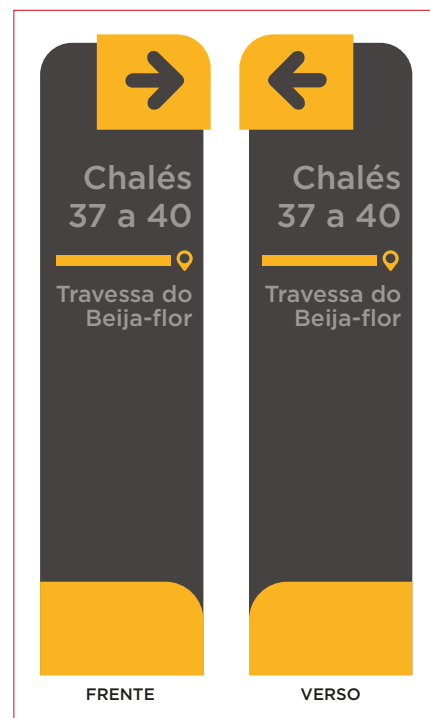 Chalés
37 a 40
Travessa do
Beija-flor
FRENTE
Chalés
37 a 40
Travessa do
Beija-flor
VERSO